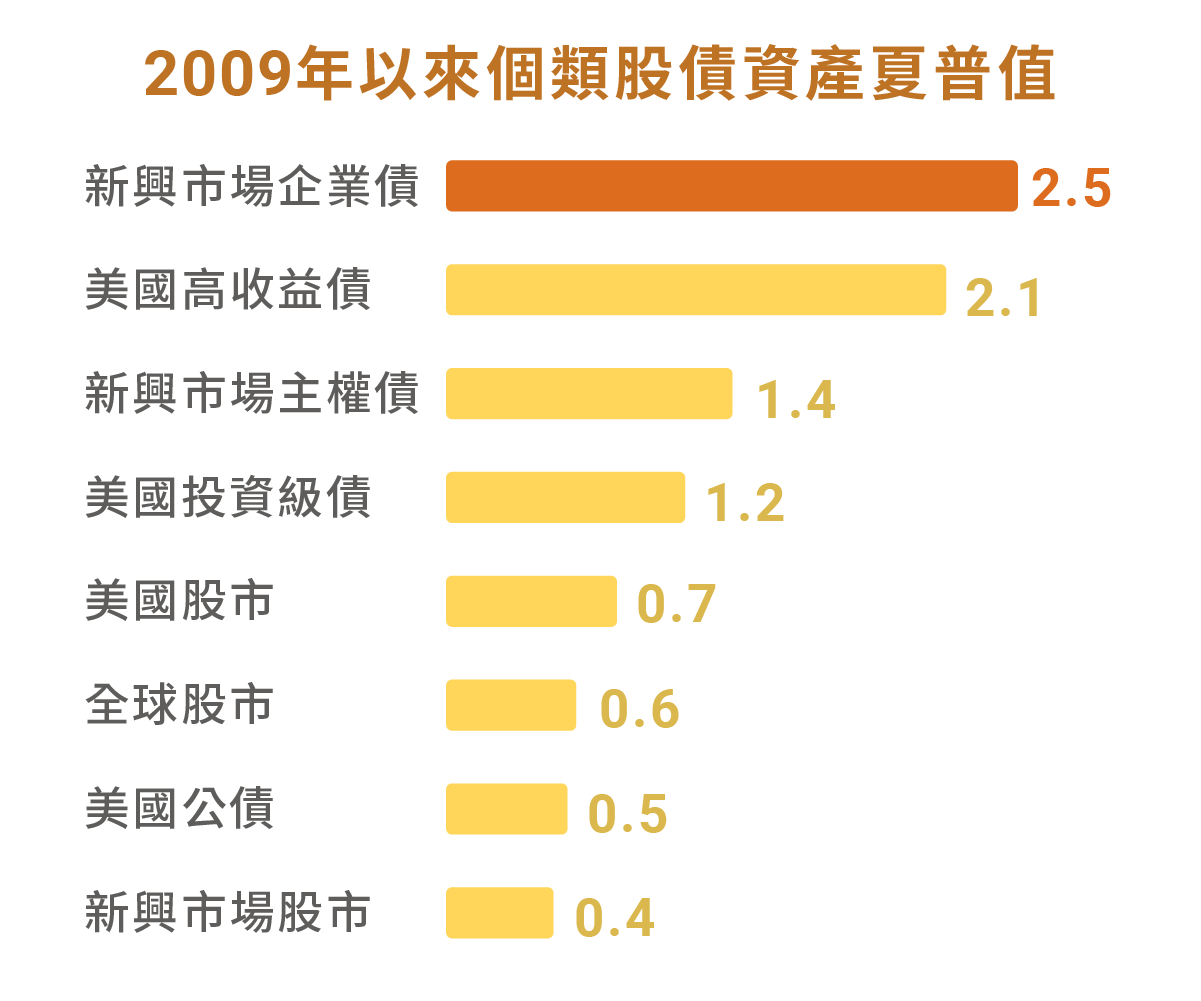 2009年以來個類股債資產夏普值
新興市場企業債 2.5
美國高收益債 2.1
新興市場主權債 1.4
美國投資級債 1.2
美國股市 0.7
全球股市 0.6
美國公債 0.5
新興市場股市 0.4